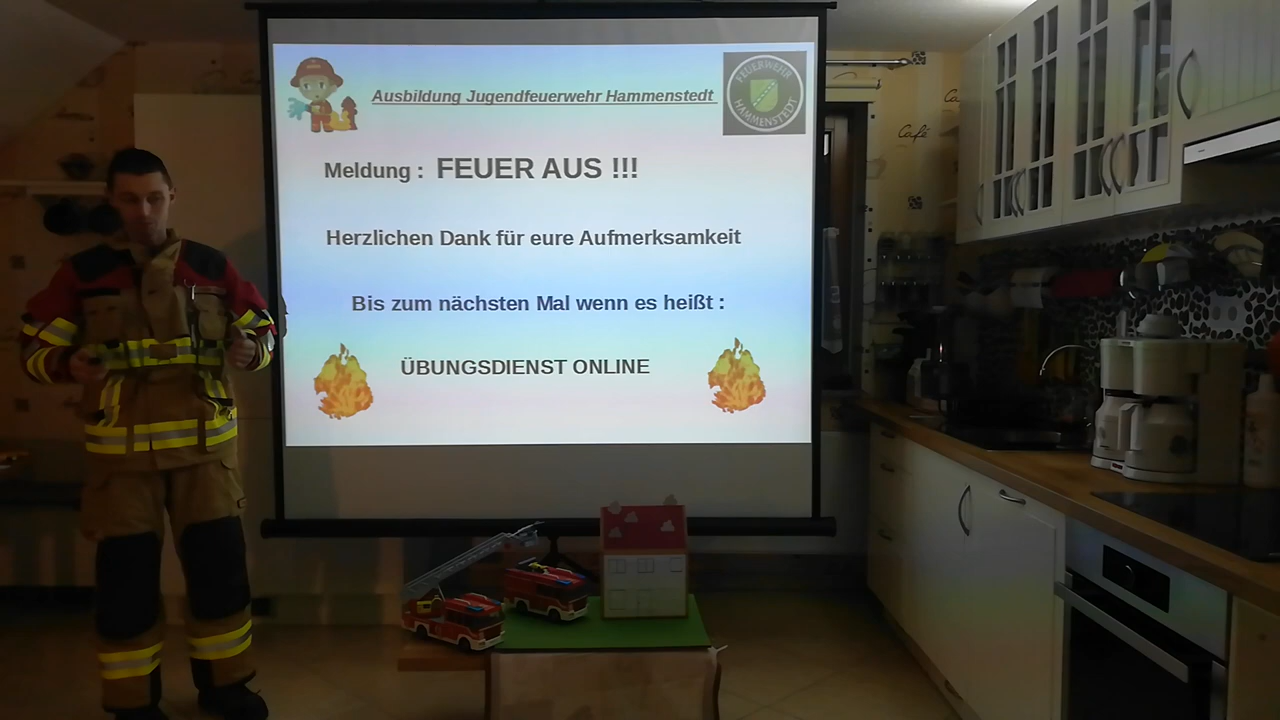 Ausbildung Jugendfeuerwehr Hammenstedt
FEUERWEHR
HAMMENSTEDT
Meldung : FEUER AUS !!!
Herzlichen Dank für eure Aufmerksamkeit
Bis zum nächsten Mal wenn es heißt :
ÜBUNGSDIENST ONLINE
Café